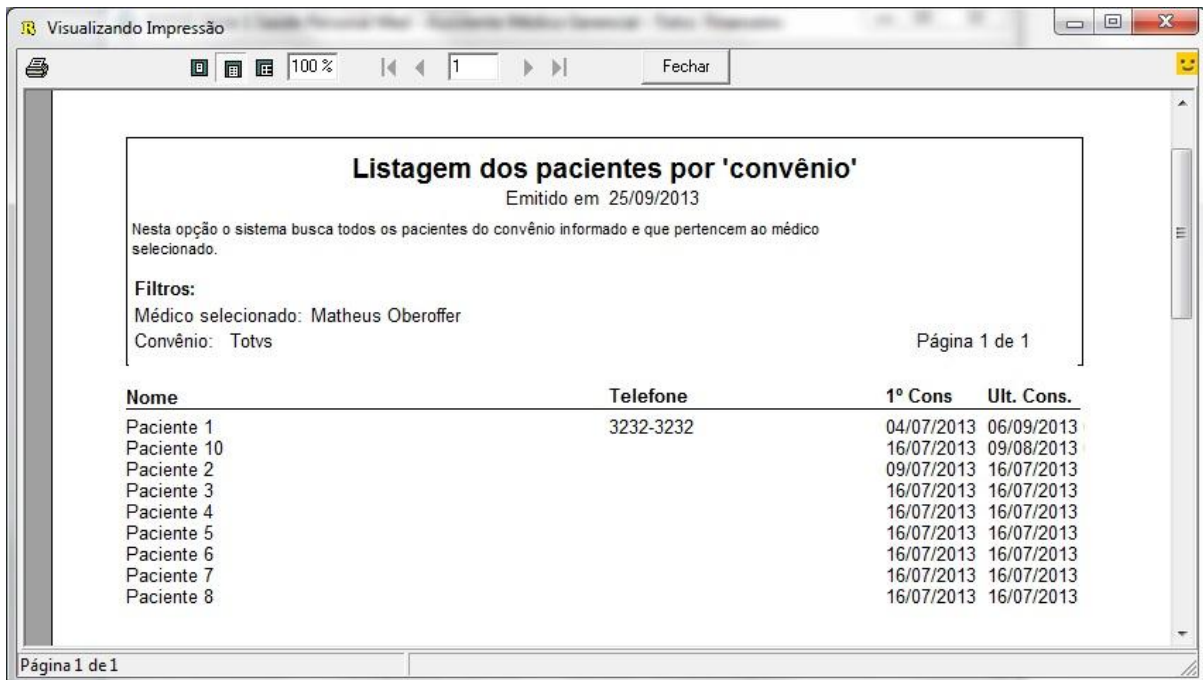 Visualizando Impressão
100 % 1 Fechar
Listagem dos pacientes por 'convênio'
Emitido em 25/09/2013
Nesta opção o sistema busca todos os pacientes do convênio informado e que pertencem ao médico
selecionado.
Filtros:
Médico selecionado: Matheus Oberoffer
Convênio: Totvs Página 1 de 1
Nome Telefone 1º Cons Ult. Cons.
Paciente 1 3232-3232 04/07/2013 06/09/2013
Paciente 10 16/07/2013 09/08/2013
Paciente 2 09/07/2013 16/07/2013
Paciente 3 16/07/2013 16/07/2013
Paciente 4 16/07/2013 16/07/2013
Paciente 5 16/07/2013 16/07/2013
Paciente 6 16/07/2013 16/07/2013
Paciente 7 16/07/2013 16/07/2013
Paciente 8 16/07/2013 16/07/2013
Página 1 de 1